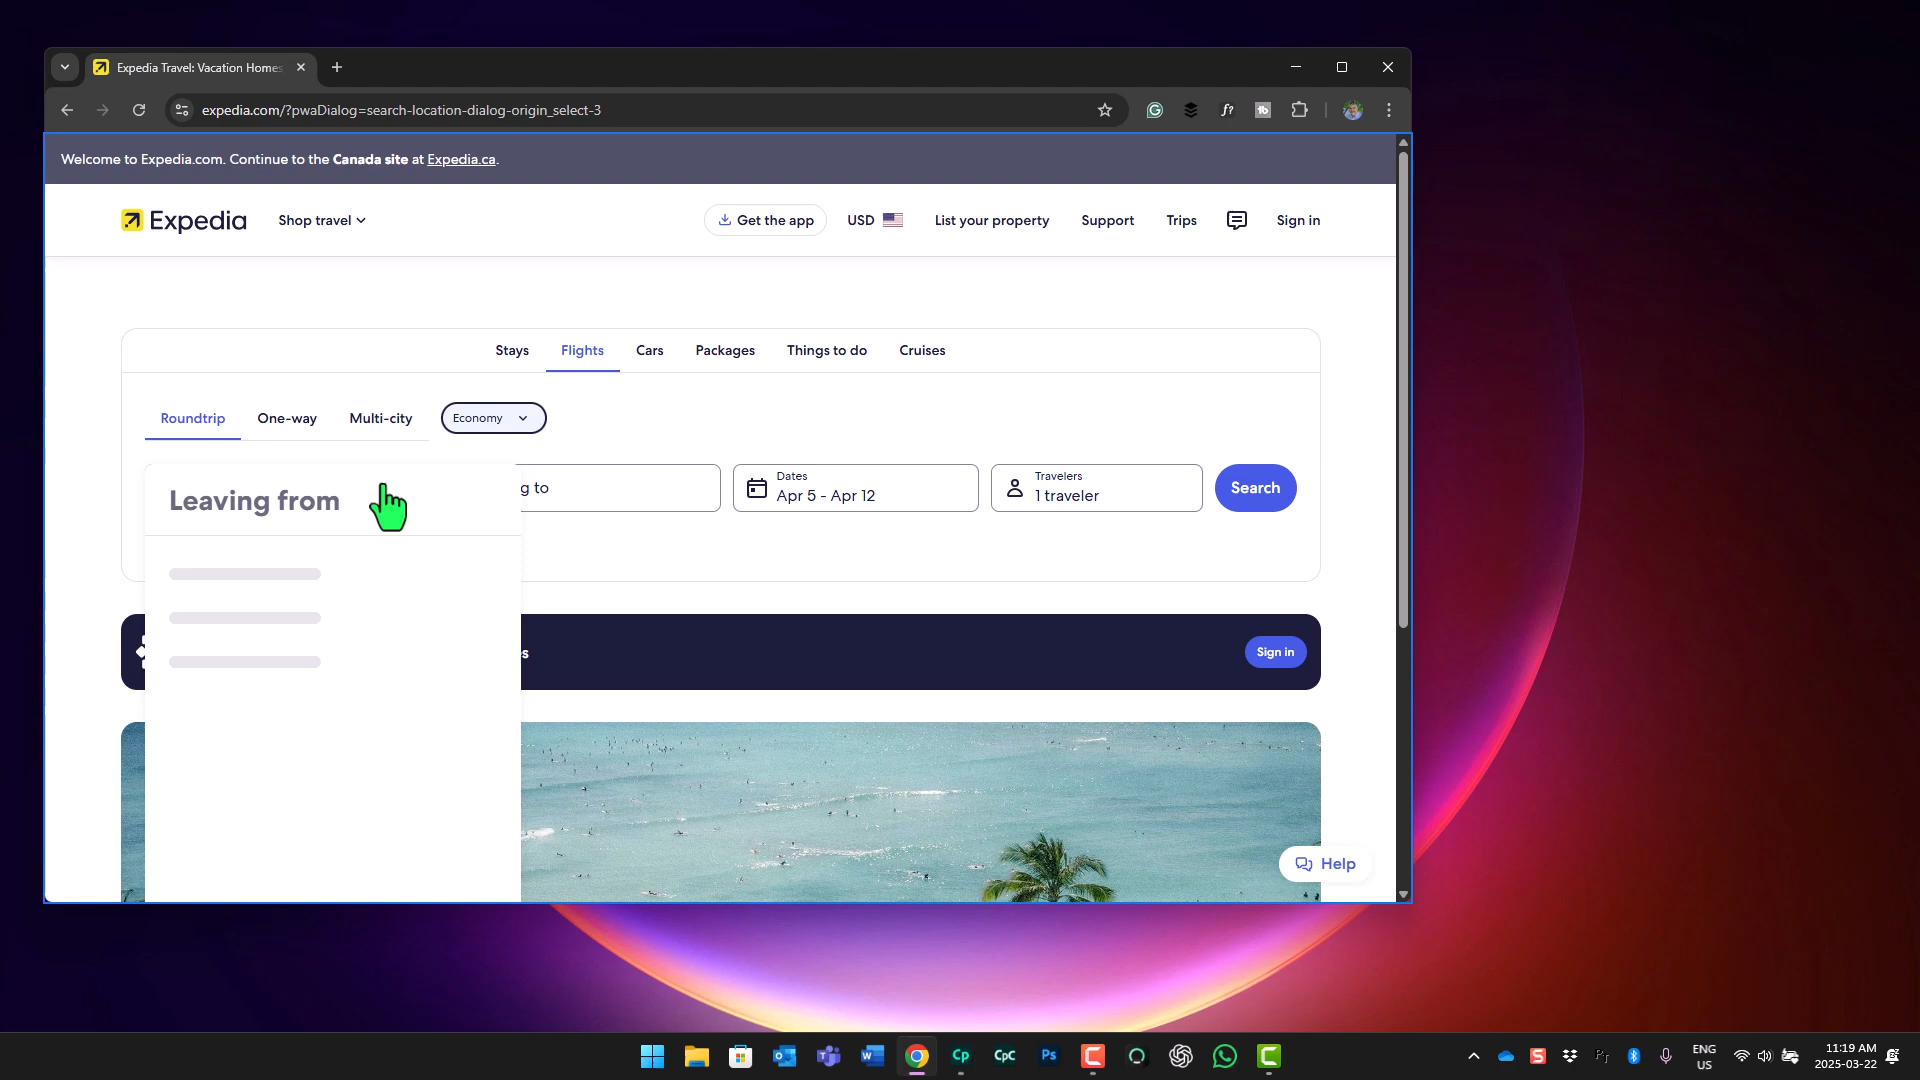 Expedia Travel: Vacation Homes
expedia.com/?pwaDialog=search-location-dialog-origin_select-3
Welcome to Expedia.com. Continue to the Canada site at Expedia.ca.
Expedia
Shop travel
Get the app
USD
List your property
Support
Trips
Sign in
Stays
Flights
Cars
Packages
Things to do
Cruises
Roundtrip
One-way
Multi-city
Economy
Leaving from
g to
Dates
Apr 5 - Apr 12
Travelers
1 traveler
Search
s
Sign in
Help
Cp
CpC
Ps
ENG
US
11:19 AM
2025-03-22